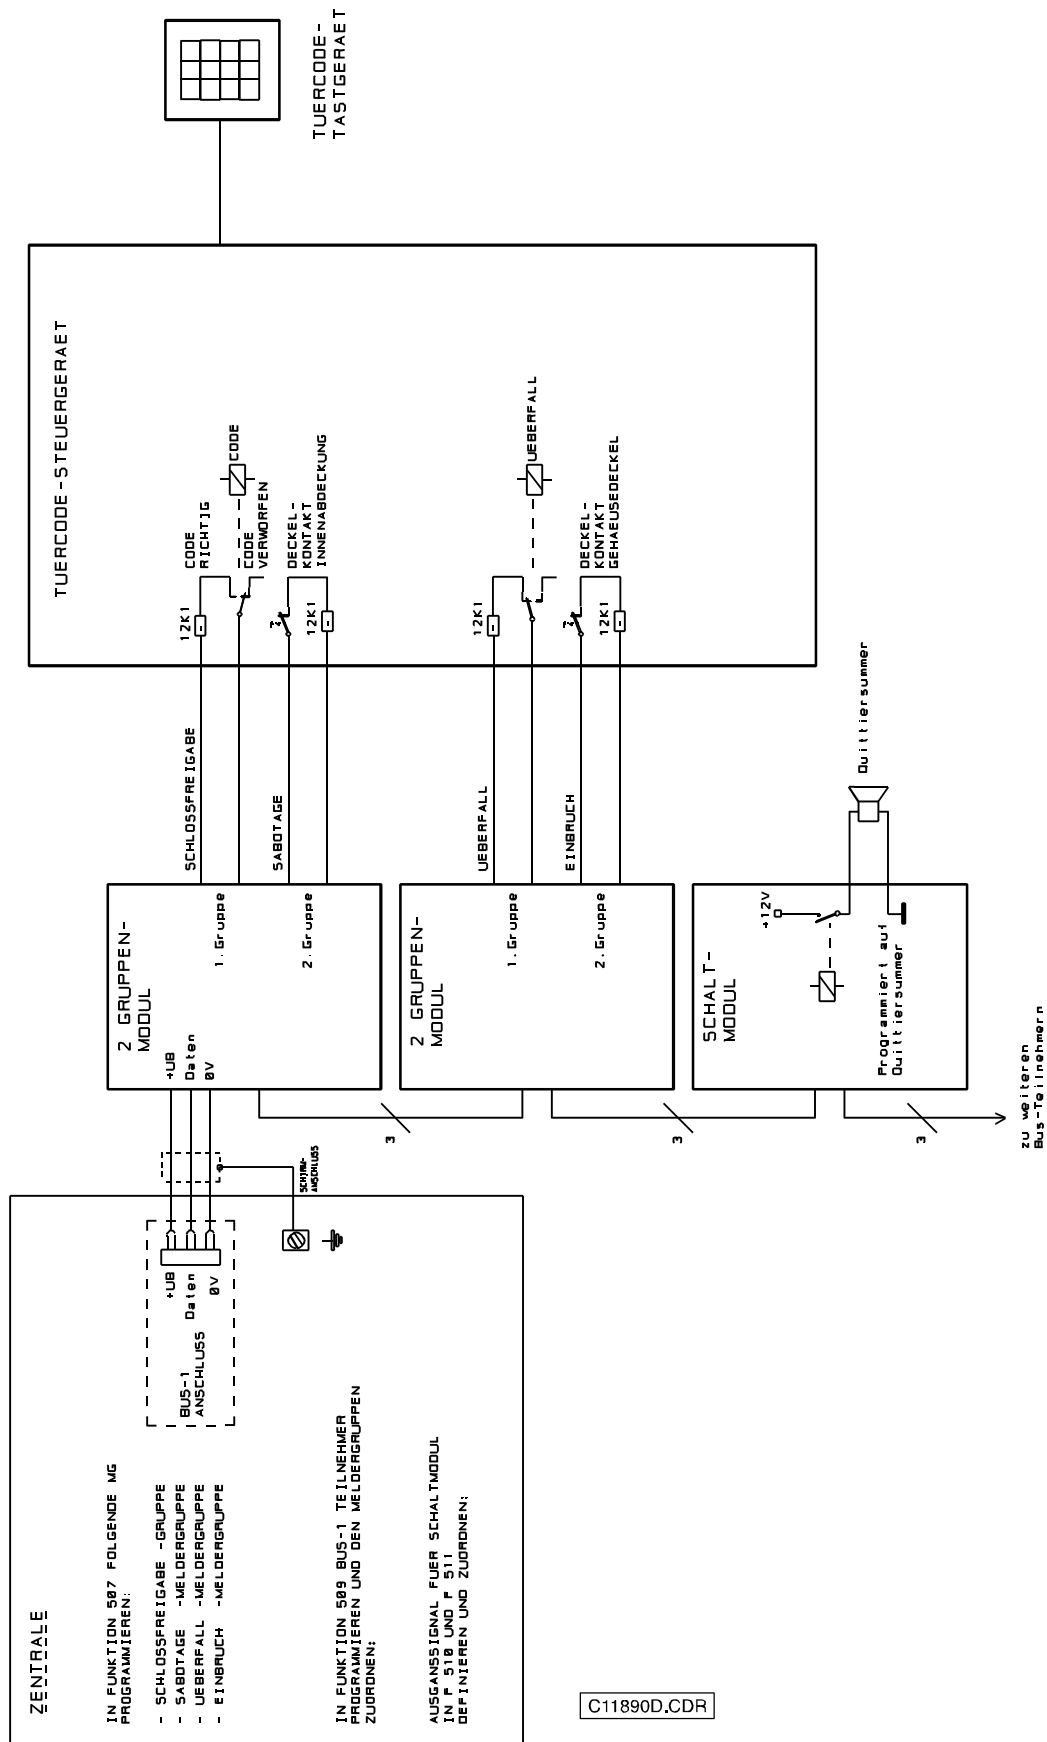 ZENTRALE
IN FUNKTION 507 FOLGENDE MG
PROGRAMMIEREN:
- SCHLOSSFREIGABE -GRUPPE
- SABOTAGE -MELDERGRUPPE
- UEBERFALL -MELDERGRUPPE
- EINBRUCH -MELDERGRUPPE
IN FUNKTION 509 BUS-1 TEILNEHMER
PROGRAMMIEREN UND DEN MELDERGRUPPEN
ZUORDNEN;
AUSGANSSIGNAL FUER SCHALTMODUL
IN F 510 UND F 511
DEFINIEREN UND ZUORDNEN;
BUS-1
ANSCHLUSS
+UB
Daten
0V
SCHIRM-
ANSCHLUSS
2 GRUPPEN-
MODUL
+UB
Daten
0V
1.Gruppe
2.Gruppe
3
2 GRUPPEN-
MODUL
1.Gruppe
2.Gruppe
3
SCHALT-
MODUL
+12V
Programmiert auf
Quittiersummer
3
zu weiteren
Bus-Teilnehmern
Quittiersummer
SCHLOSSFREIGABE
SABOTAGE
UEBERFALL
EINBRUCH
TUERCODE-STEUERGERAET
12K1
CODE
RICHTIG
CODE
VERWORFEN
CODE
12K1
DECKEL-
KONTAKT
INNENABDECKUNG
12K1
UEBERFALL
12K1
DECKEL-
KONTAKT
GEHAEUSEDECKEL
TUERCODE-
TASTGERAET
C11890D.CDR